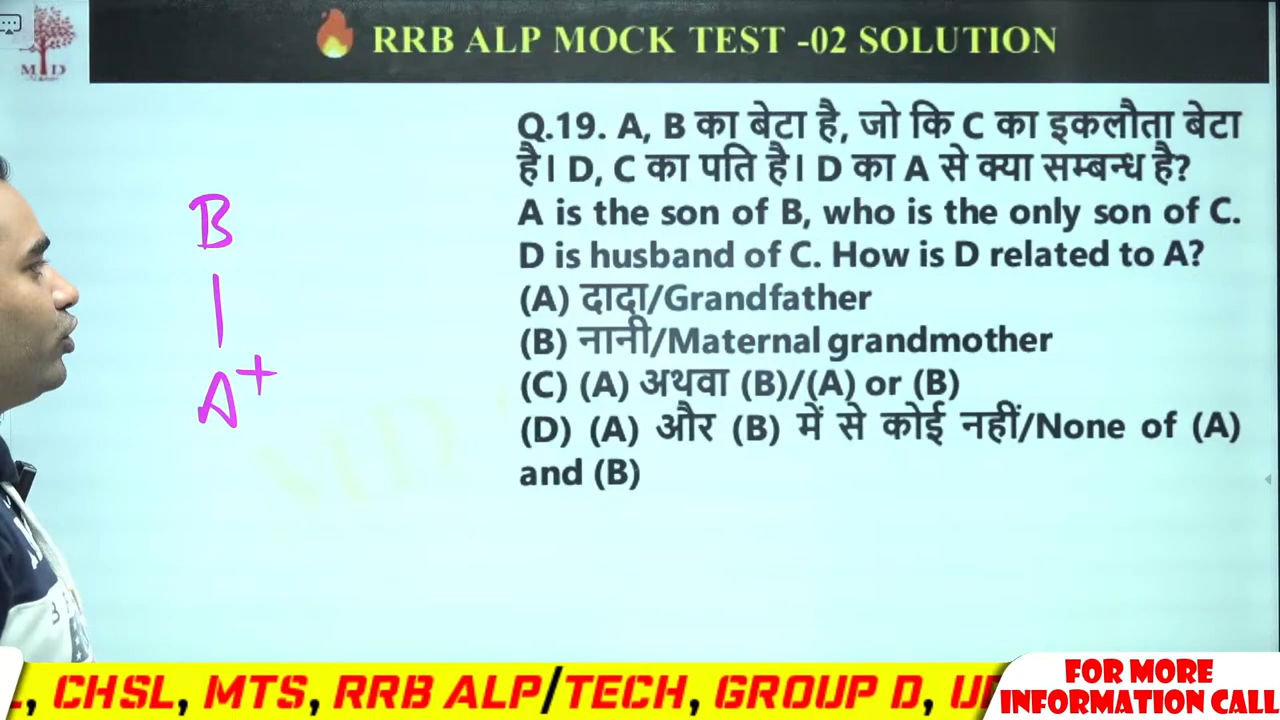 RRB ALP MOCK TEST -02 SOLUTION
M D
Q.19. A, B का बेटा है, जो कि C का इकलौता बेटा
है। D, C का पति है। D का A से क्या सम्बन्ध है?
A is the son of B, who is the only son of C.
D is husband of C. How is D related to A?
(A) दादा/Grandfather
(B) नानी/Maternal grandmother
(C) (A) अथवा (B)/(A) or (B)
(D) (A) और (B) में से कोई नहीं/None of (A)
and (B)
B
A+
CHSL, MTS, RRB ALP/TECH, GROUP D,
FOR MORE
INFORMATION CALL